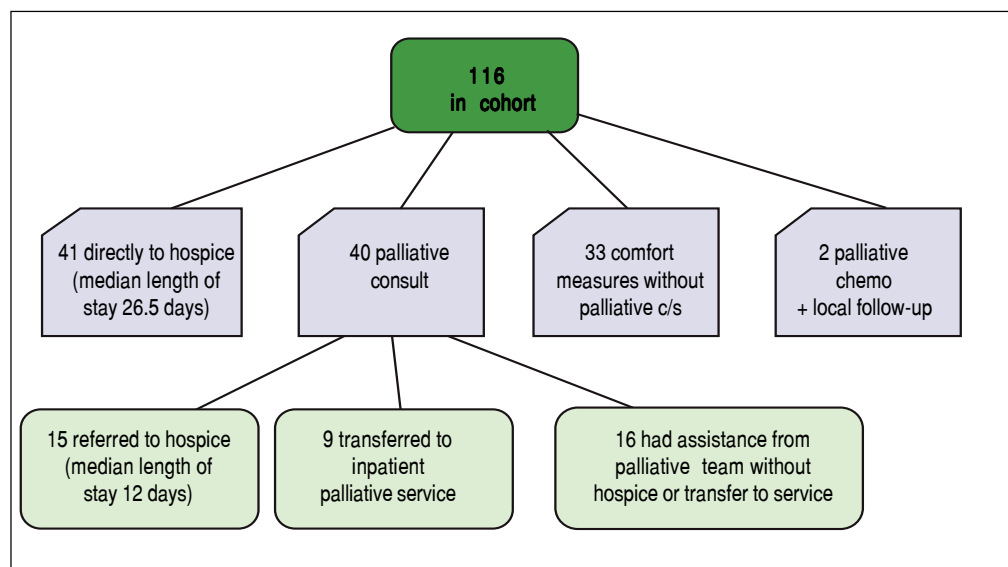 116
in cohort
41 directly to hospice
(median length of
stay 26.5 days)
40 palliative
consult
33 comfort
measures without
palliative c/s
2 palliative
chemo
+ local follow-up
15 referred to hospice
(median length of
stay 12 days)
9 transferred to
inpatient
palliative service
16 had assistance from
palliative team without
hospice or transfer to service